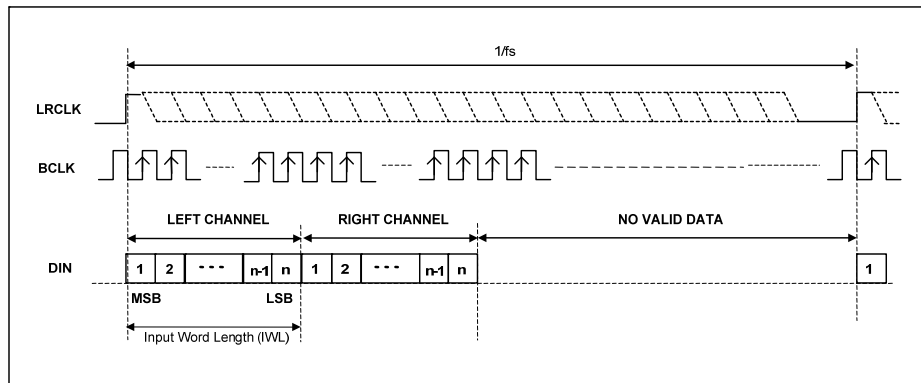 1/fs
LRCLK
BCLK
LEFT CHANNEL RIGHT CHANNEL NO VALID DATA
DIN 1 2 --- n-1 n 1 2 --- n-1 n 1
MSB LSB
Input Word Length (IWL)